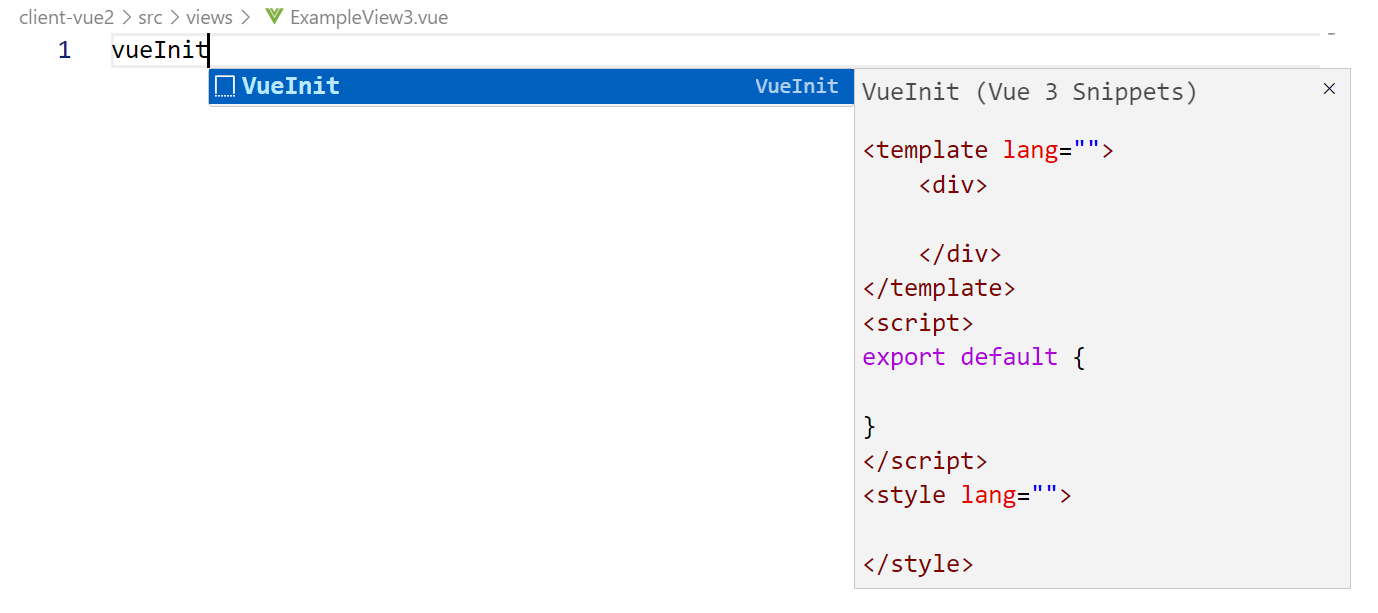 client-vue2 > src > views > ExampleView3.vue
1 vueInit
VueInit VueInit
VueInit (Vue 3 Snippets) ×
<template lang="">
    <div>

    </div>
</template>
<script>
export default {

}
</script>
<style lang="">

</style>